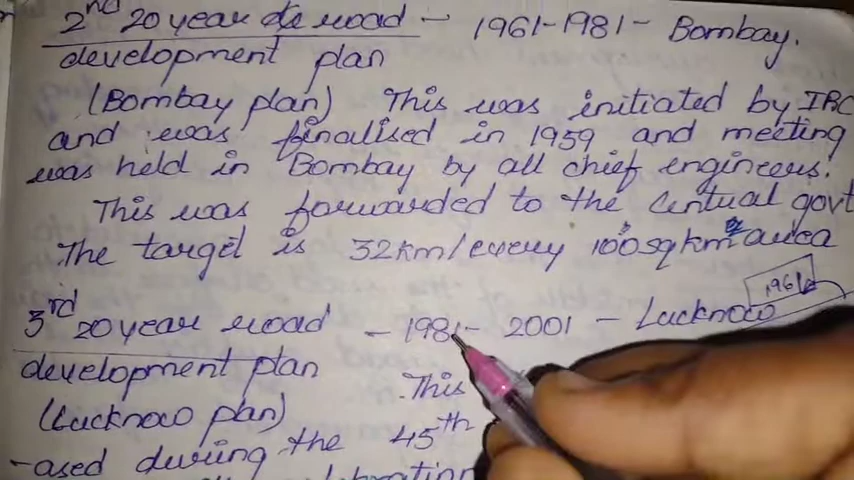 2nd 20 year de road - 1961-1981 - Bombay.
development plan
(Bombay plan) This was initiated by IRC
and was finalised in 1959 and meeting
was held in Bombay by all chief engineers.
This was forwarded to the Central govt
The target is 32km/every 100sqkm area
1961
3rd 20 year road - 1981 - 2001 - Lucknow
development plan This
(Lucknow plan) 45th
-ased during the